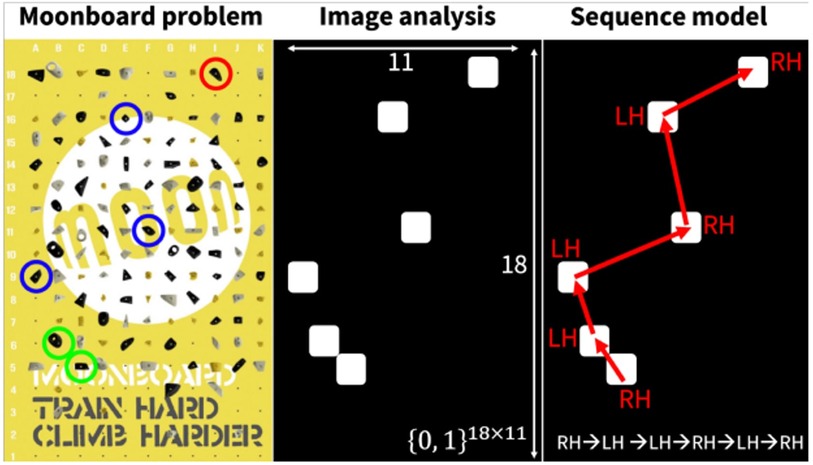 Moonboard problem
Image analysis
Sequence model
A B C D E F G H I J K
18
17
16
15
14
13
12
11
10
9
8
7
6
5
4
3
2
1
moon
MOONBOARD
TRAIN HARD
CLIMB HARDER
11
18
{0, 1}^18×11
RH
LH
RH
LH
LH
RH
RH→LH→LH→RH→LH→RH